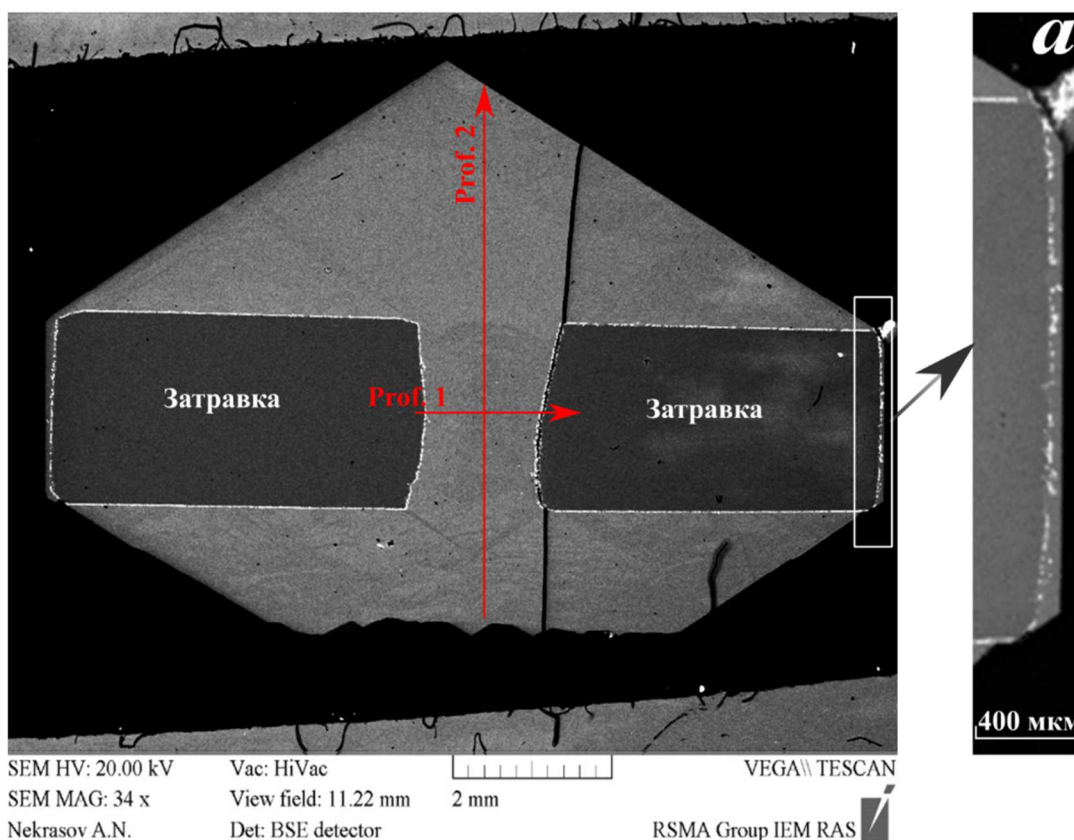 a
Prof. 2
Затравка
Prof. 1
Затравка
400 мкм
SEM HV: 20.00 kV
Vac: HiVac
VEGA\\ TESCAN
SEM MAG: 34 x
View field: 11.22 mm
2 mm
Nekrasov A.N.
Det: BSE detector
RSMA Group IEM RAS